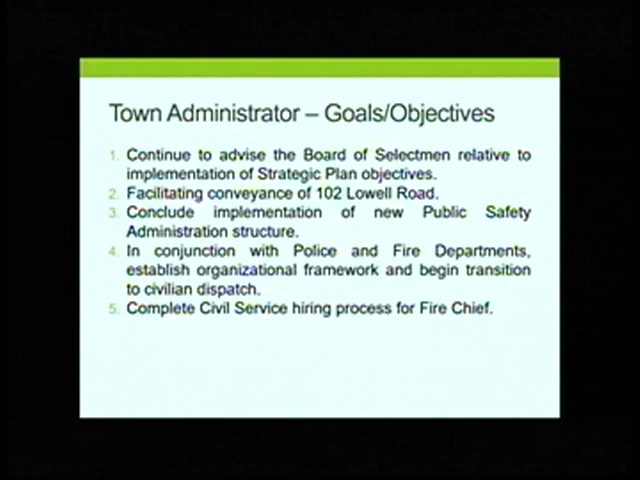 Town Administrator – Goals/Objectives
1. Continue to advise the Board of Selectmen relative to
implementation of Strategic Plan objectives.
2. Facilitating conveyance of 102 Lowell Road.
3. Conclude implementation of new Public Safety
Administration structure.
4. In conjunction with Police and Fire Departments,
establish organizational framework and begin transition
to civilian dispatch.
5. Complete Civil Service hiring process for Fire Chief.